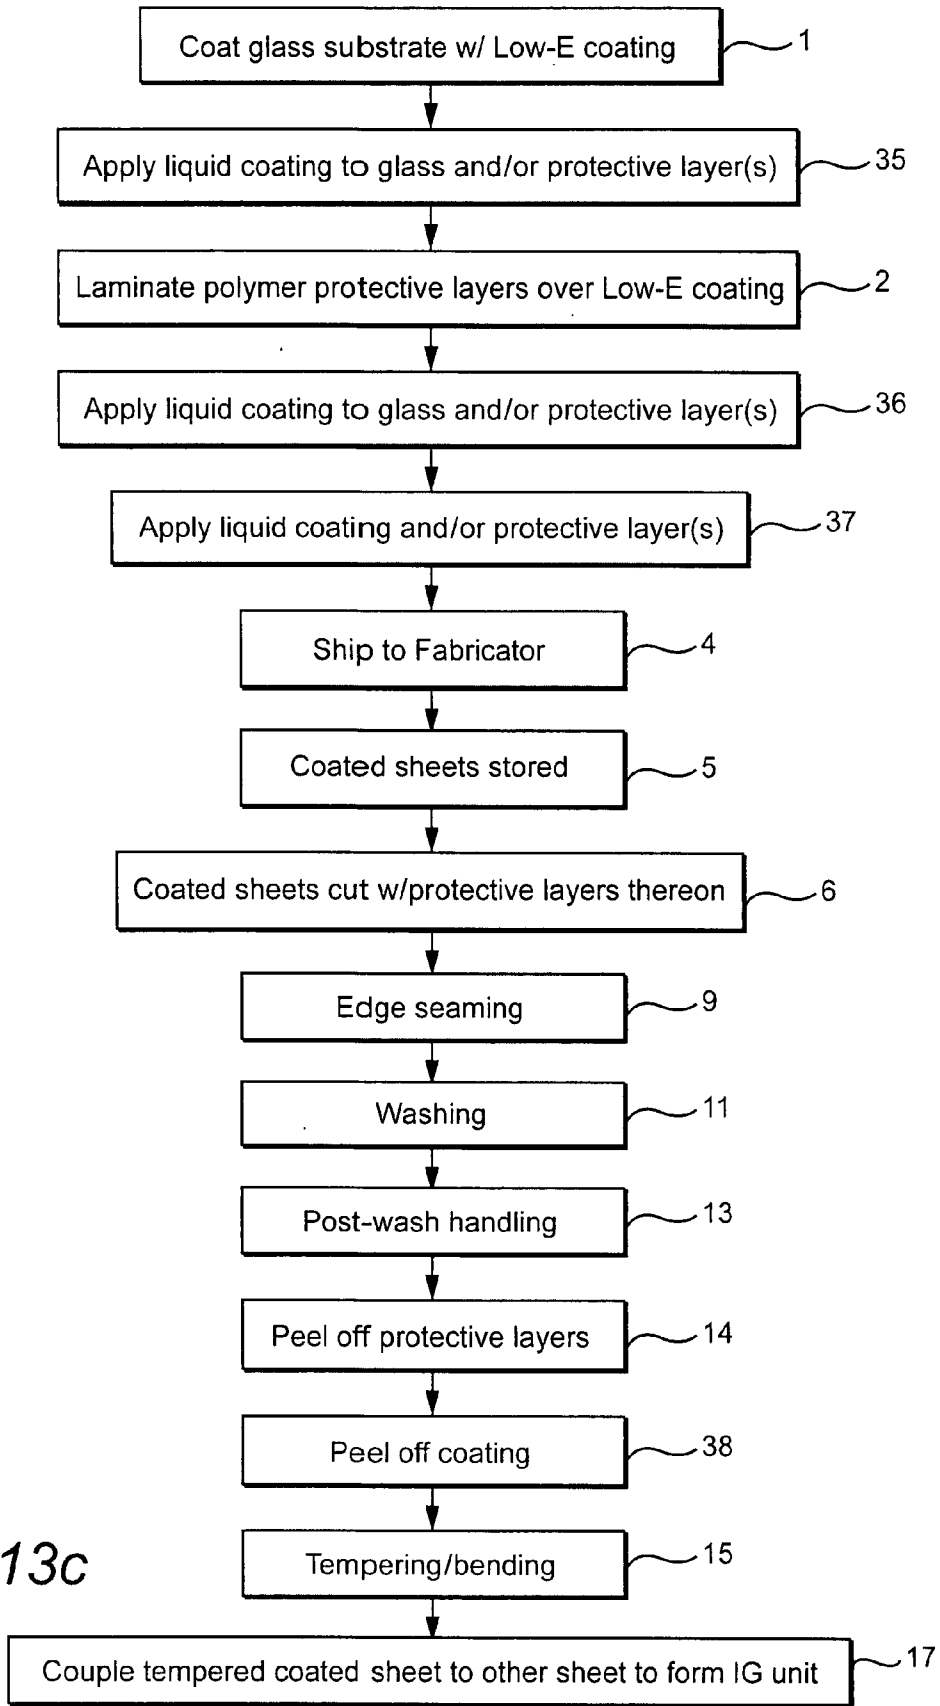 Coat glass substrate w/ Low-E coating
1
Apply liquid coating to glass and/or protective layer(s)
35
Laminate polymer protective layers over Low-E coating
2
Apply liquid coating to glass and/or protective layer(s)
36
Apply liquid coating and/or protective layer(s)
37
Ship to Fabricator
4
Coated sheets stored
5
Coated sheets cut w/protective layers thereon
6
Edge seaming
9
Washing
11
Post-wash handling
13
Peel off protective layers
14
Peel off coating
38
Tempering/bending
15
13c
Couple tempered coated sheet to other sheet to form IG unit
17